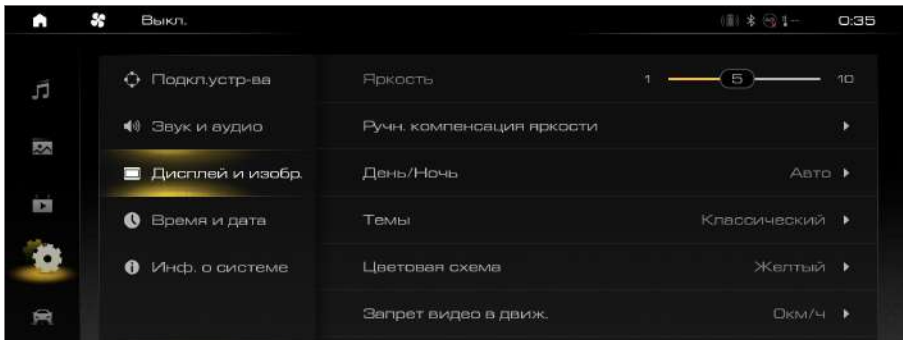 Выкл. 0:35
Подкл.устр-ва
Звук и аудио
Дисплей и изобр.
Время и дата
Инф. о системе
Яркость 1 5 10
Ручн. компенсация яркости
День/Ночь Авто
Темы Классический
Цветовая схема Желтый
Запрет видео в движ. 0км/ч